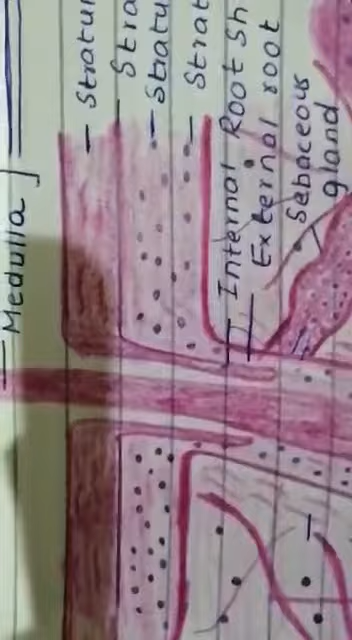 Medulla ]
– Stratu
– Stra
– Stratu
– Strat
Internal Root Sh
External root
Sebaceous
gland